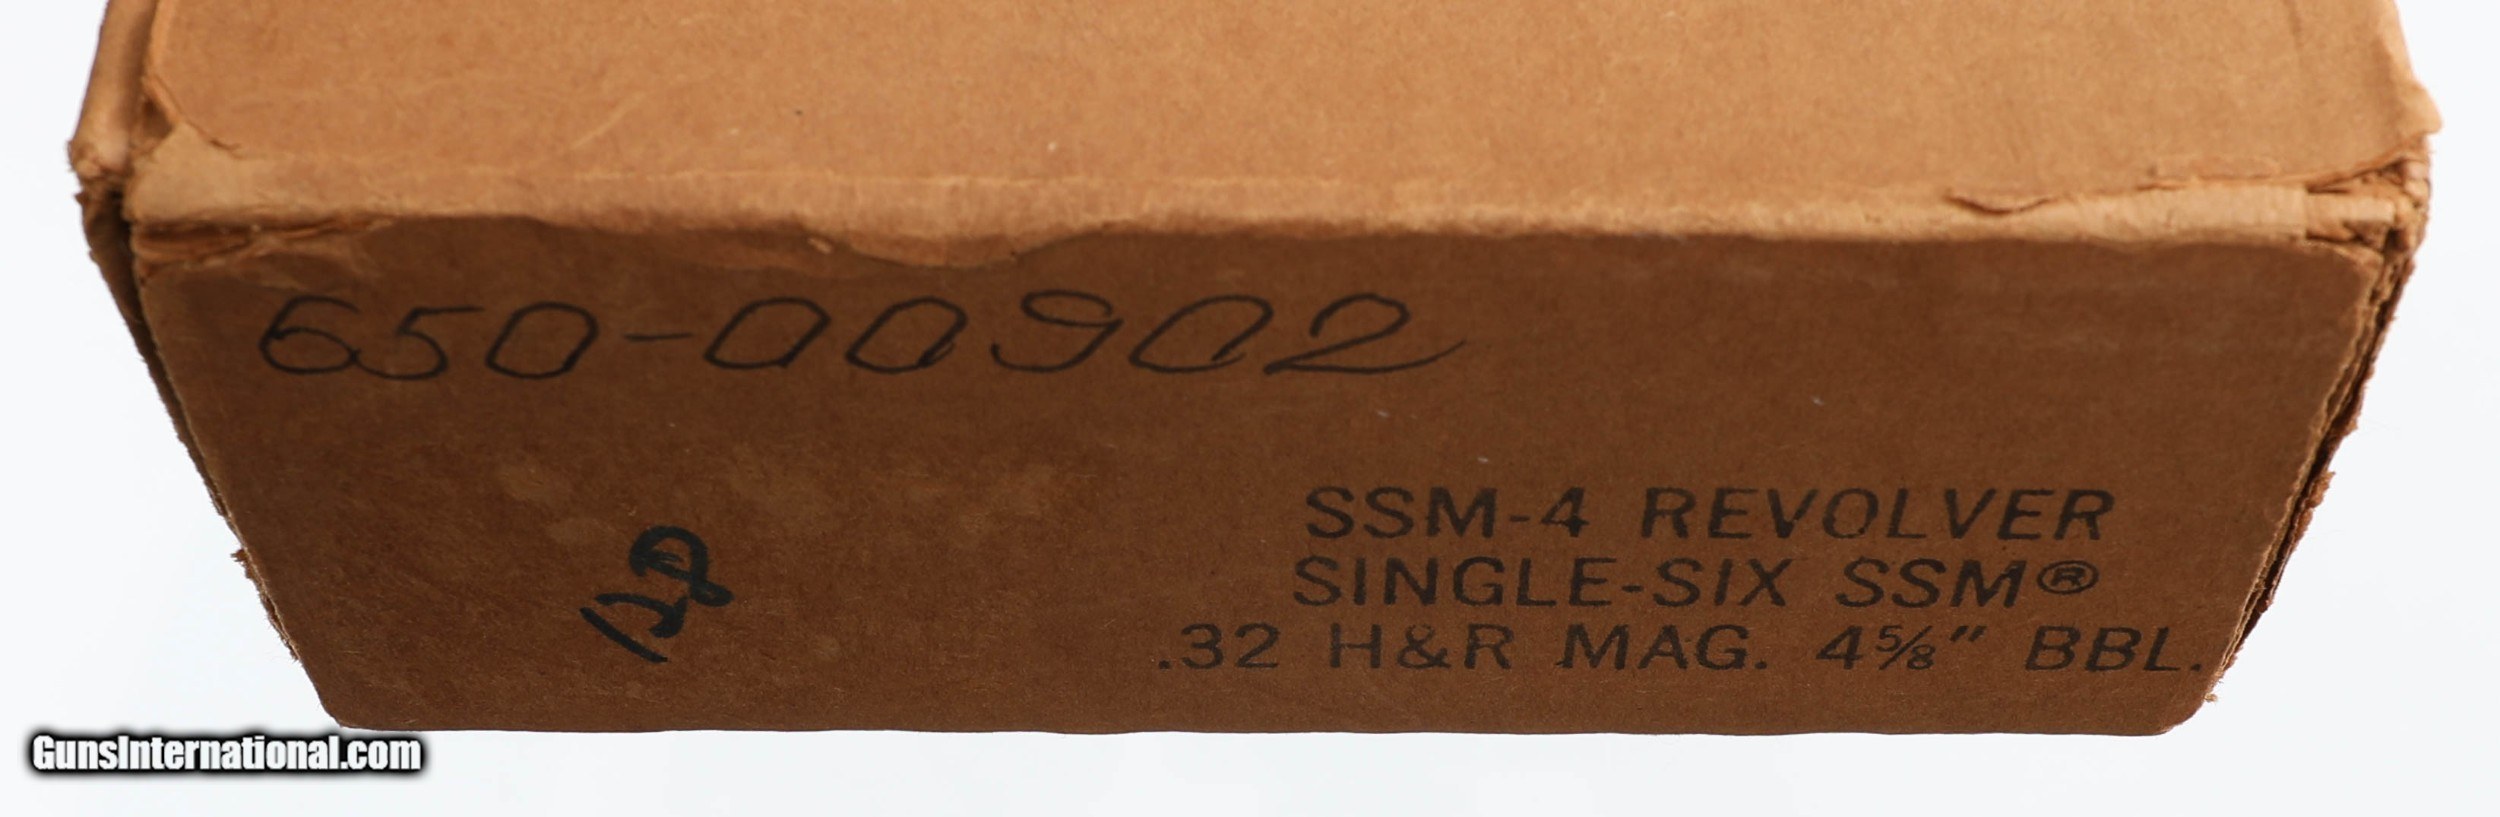 650-00902
SSM-4 REVOLVER
SINGLE-SIX SSM®
.32 H&R MAG. 4⅝" BBL.
GunsInternational.com